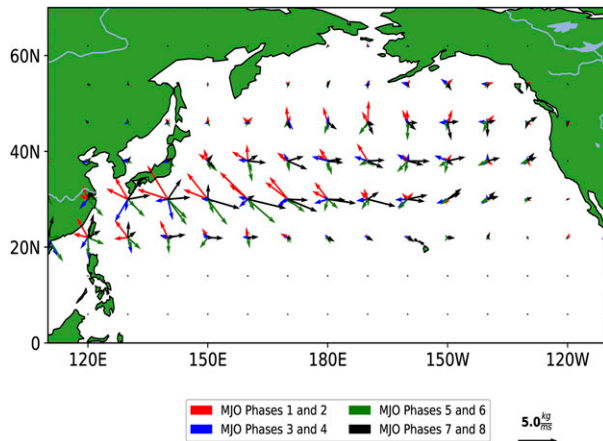 60N
40N
20N
0
120E 150E 180E 150W 120W
MJO Phases 1 and 2 MJO Phases 5 and 6
MJO Phases 3 and 4 MJO Phases 7 and 8
5.0 kg/ms